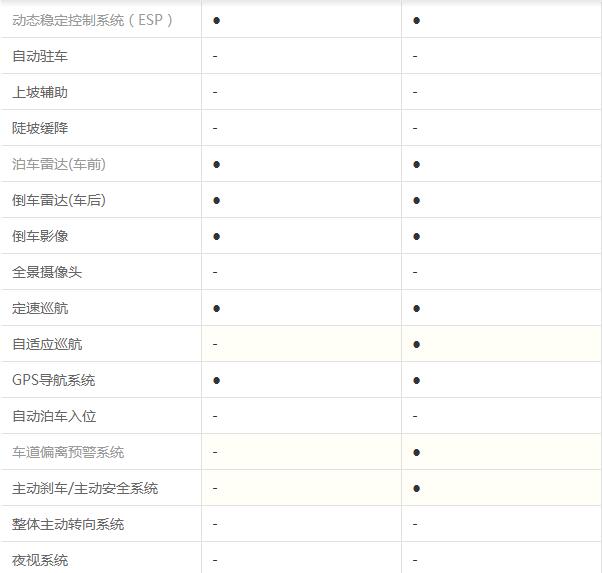 动态稳定控制系统（ESP） ● ●
自动驻车 - -
上坡辅助 - -
陡坡缓降 - -
泊车雷达(车前) ● ●
倒车雷达(车后) ● ●
倒车影像 ● ●
全景摄像头 - -
定速巡航 ● ●
自适应巡航 - ●
GPS导航系统 ● ●
自动泊车入位 - -
车道偏离预警系统 - ●
主动刹车/主动安全系统 - ●
整体主动转向系统 - -
夜视系统 - -